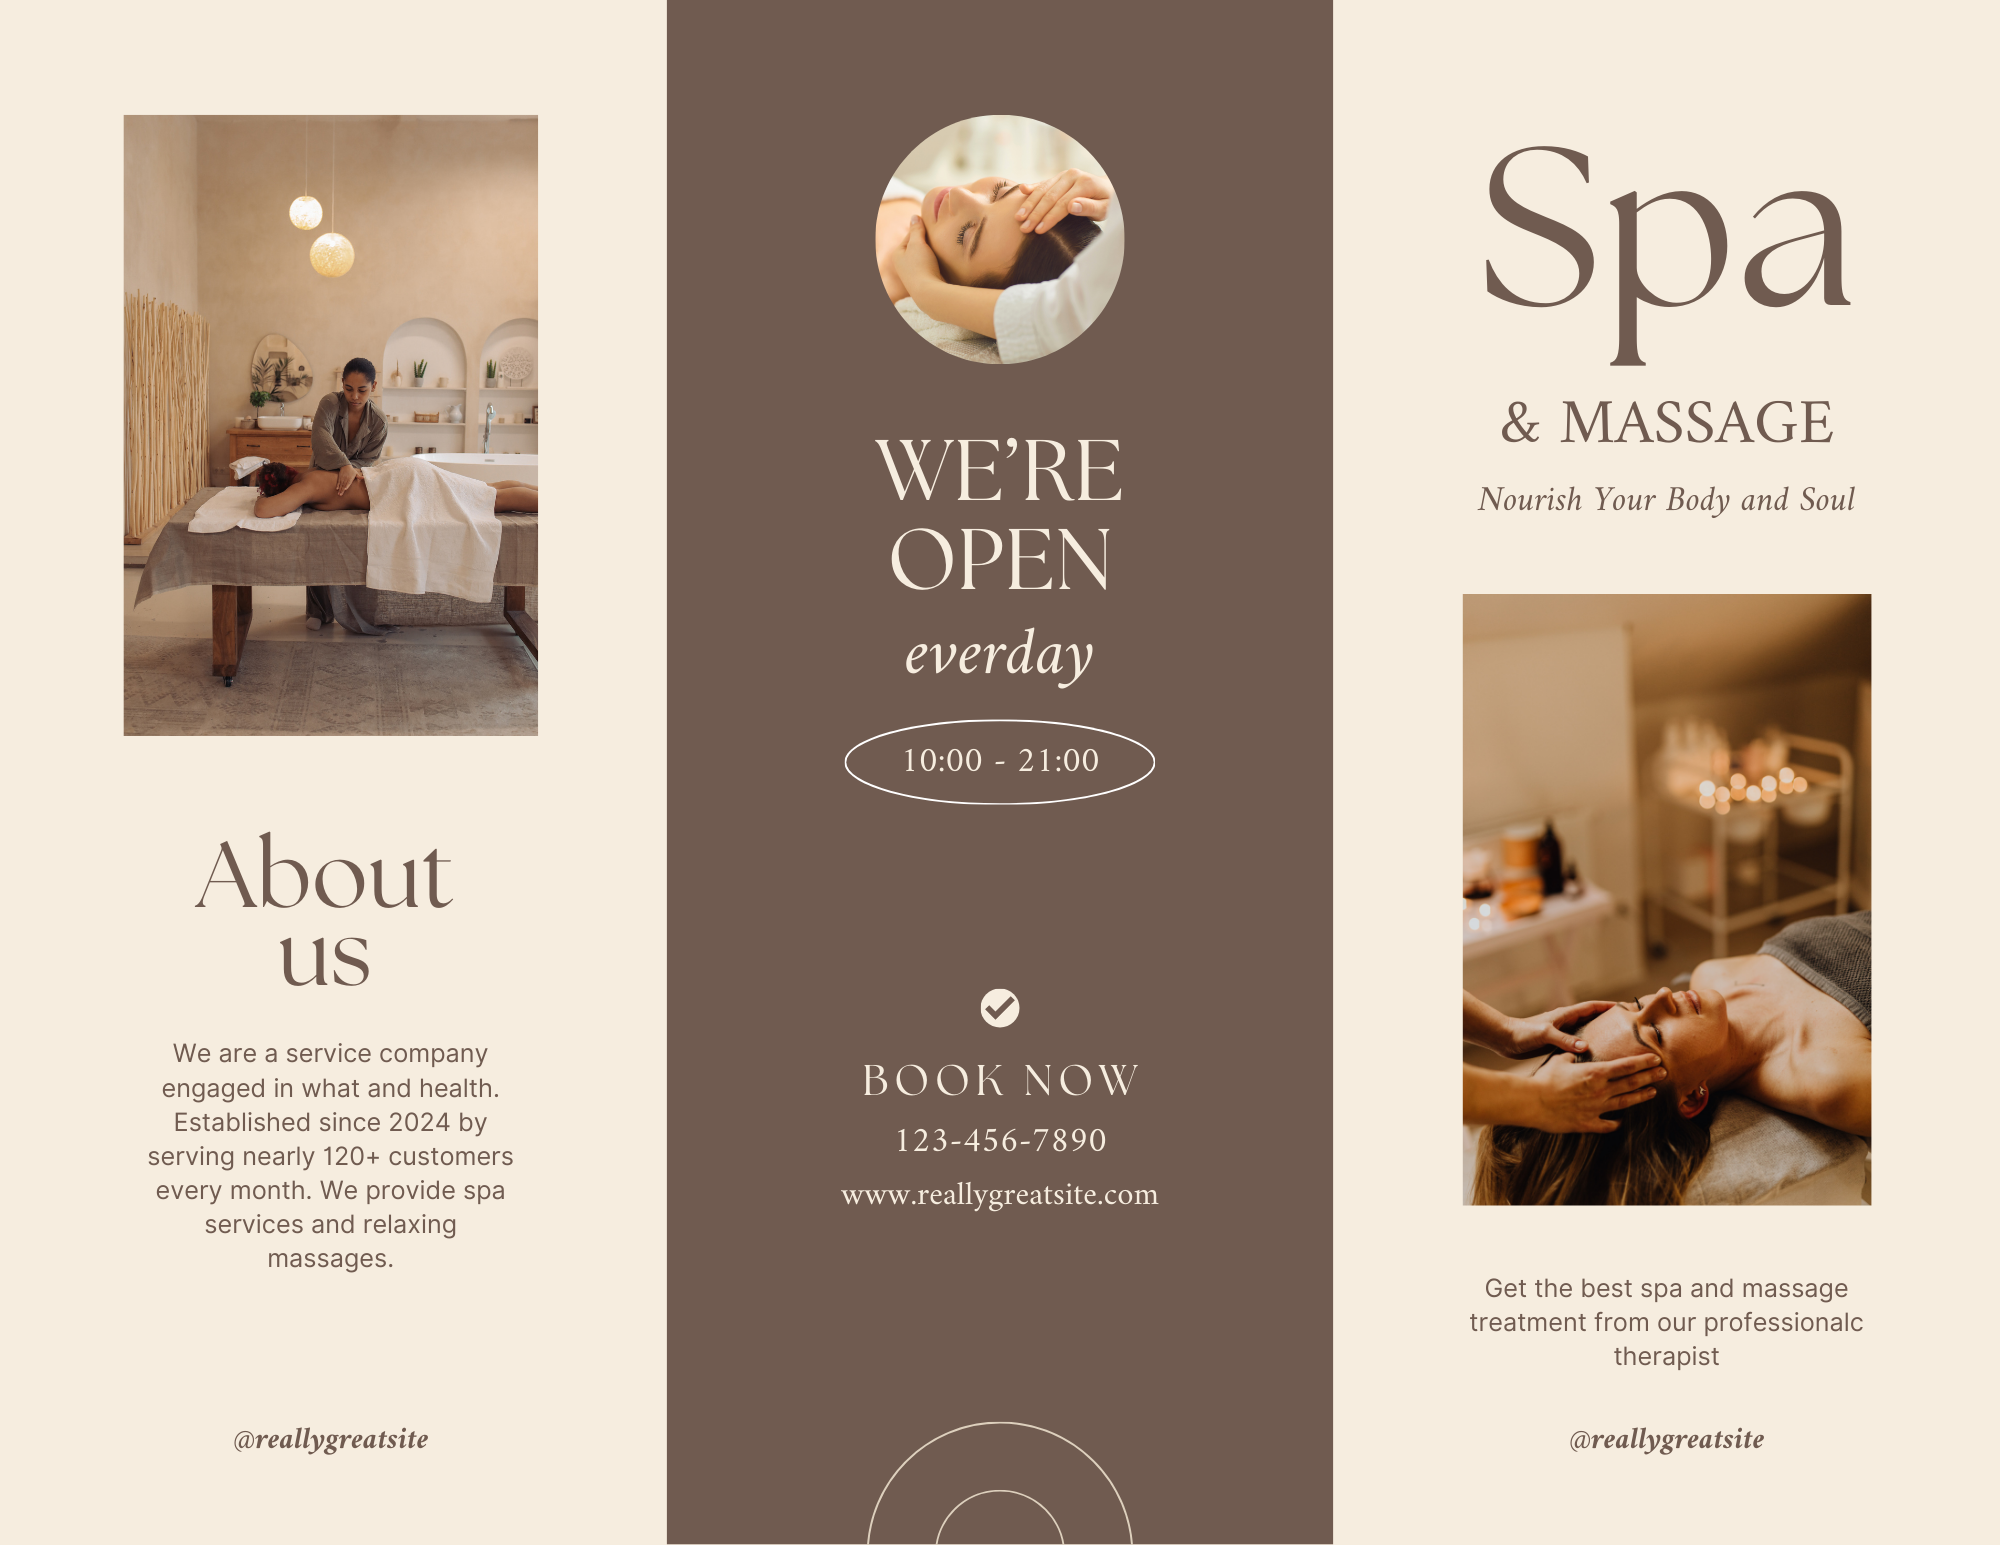 About
us
We are a service company
engaged in what and health.
Established since 2024 by
serving nearly 120+ customers
every month. We provide spa
services and relaxing
massages.
@reallygreatsite
WE’RE
OPEN
everday
10:00 - 21:00
BOOK NOW
123-456-7890
www.reallygreatsite.com
Spa
& MASSAGE
Nourish Your Body and Soul
Get the best spa and massage
treatment from our professionalc
therapist
@reallygreatsite